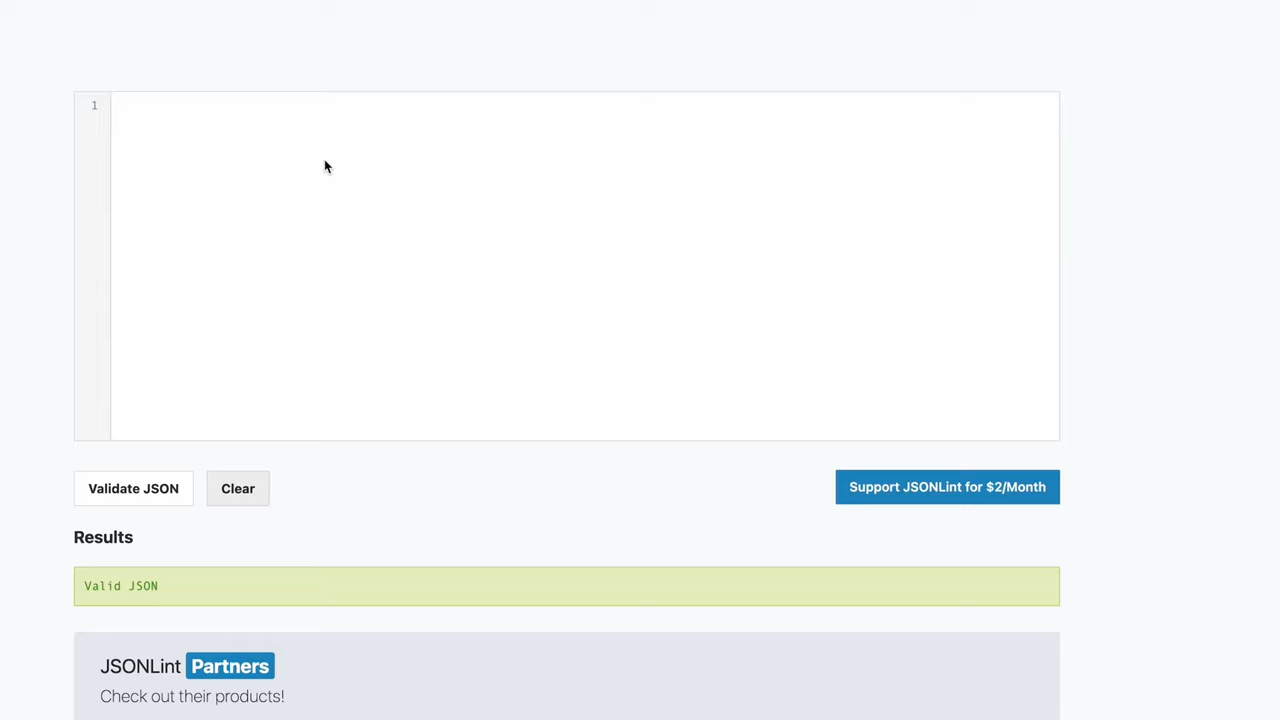 1
Validate JSON
Clear
Support JSONLint for $2/Month
Results
Valid JSON
JSONLint Partners
Check out their products!